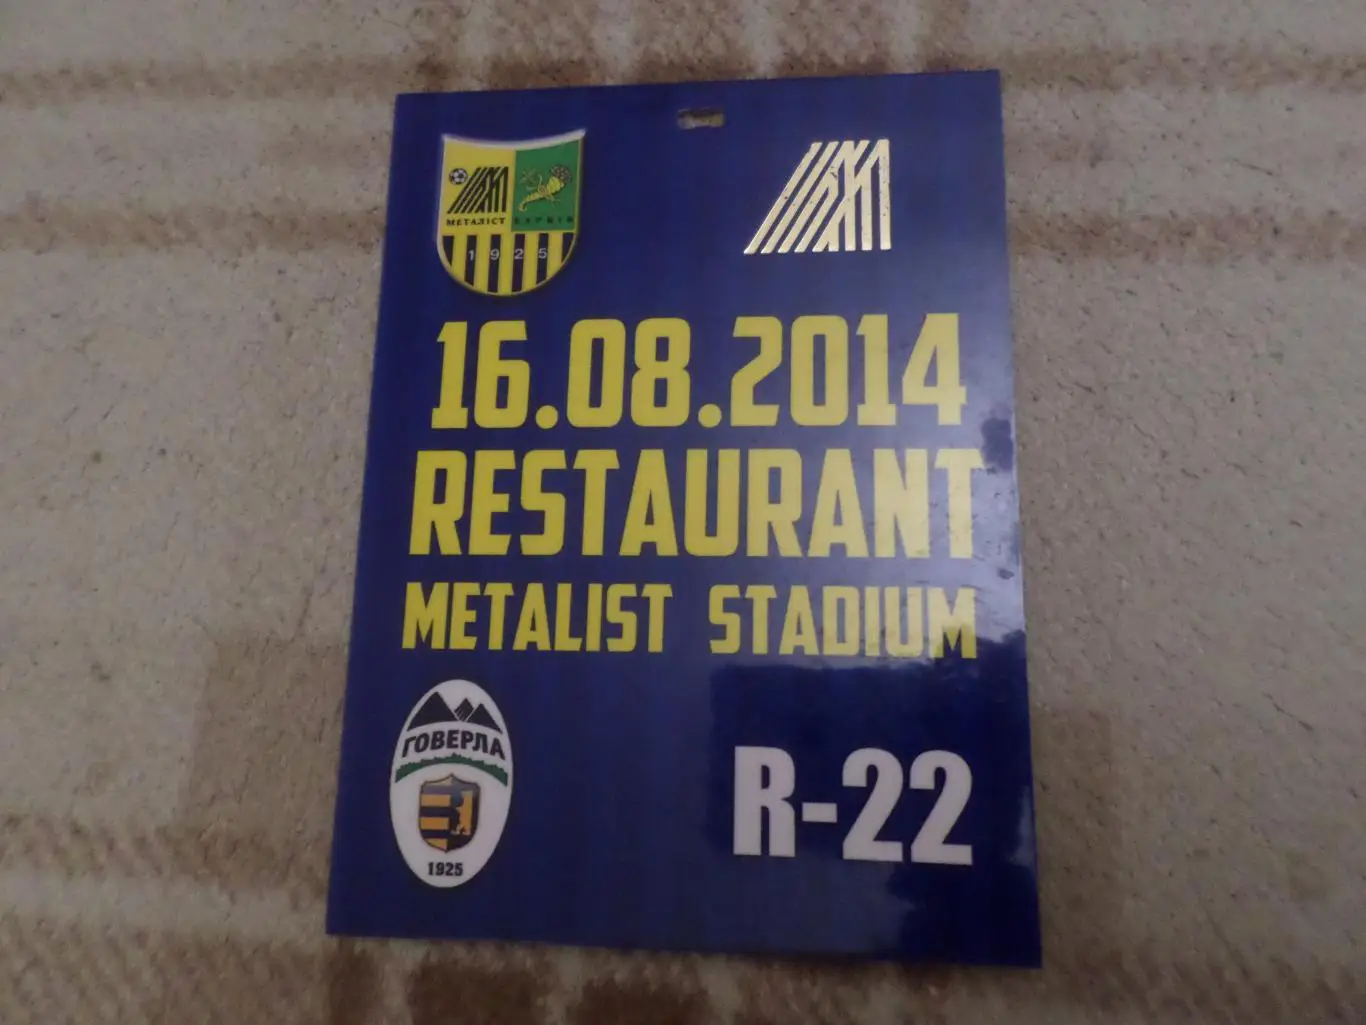 МЕТАЛІСТ ХАРКІВ
1925
16.08.2014
RESTAURANT
METALIST STADIUM
ГОВЕРЛА
1925
R-22